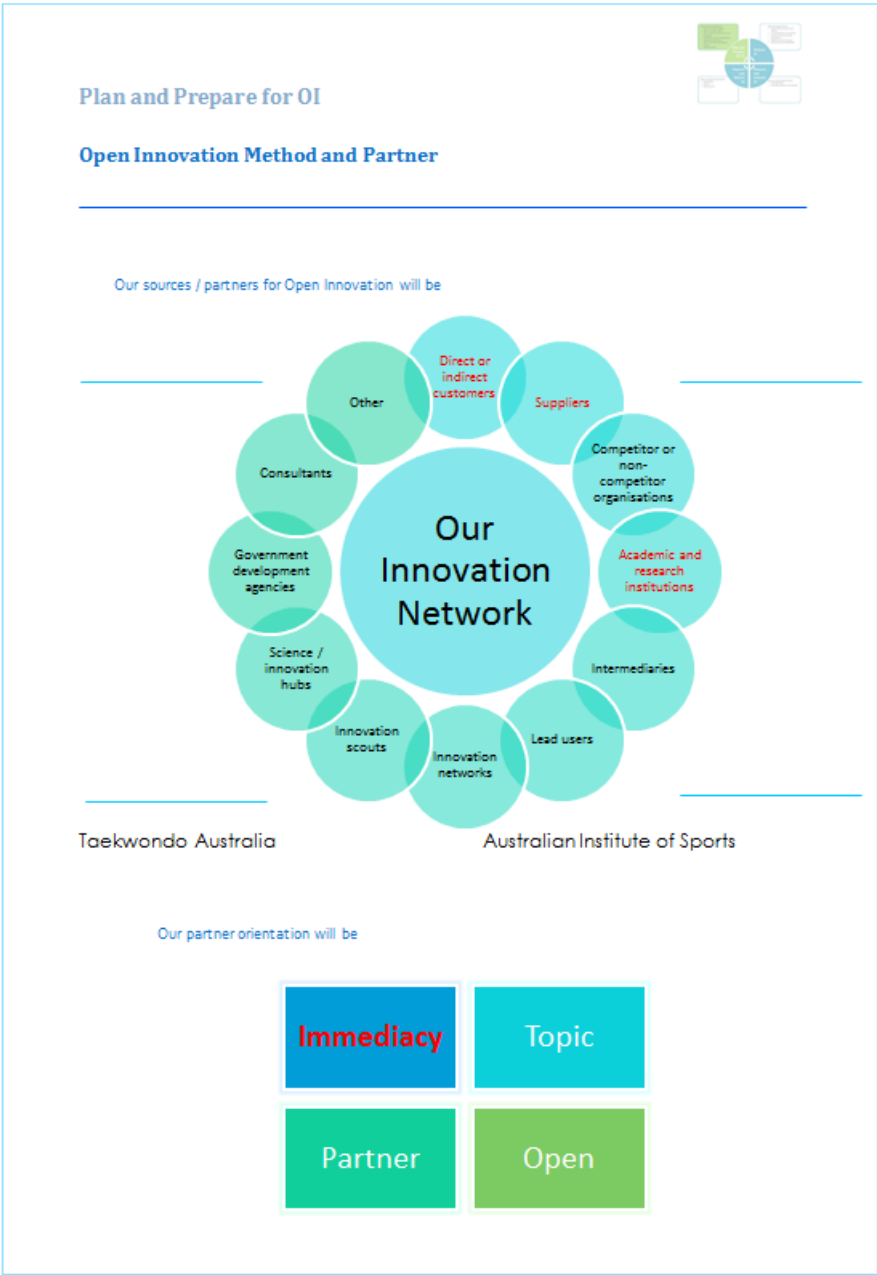 Plan and Prepare for OI
Open Innovation Method and Partner
Our sources / partners for Open Innovation will be
Direct or
indirect
customers
Suppliers
Competitor or
non-
competitor
organisations
Academic and
research
institutions
Intermediaries
Lead users
Innovation
networks
Innovation
scouts
Science /
innovation
hubs
Government
development
agencies
Consultants
Other
Our
Innovation
Network
Taekwondo Australia
Australian Institute of Sports
Our partner orientation will be
Immediacy
Topic
Partner
Open